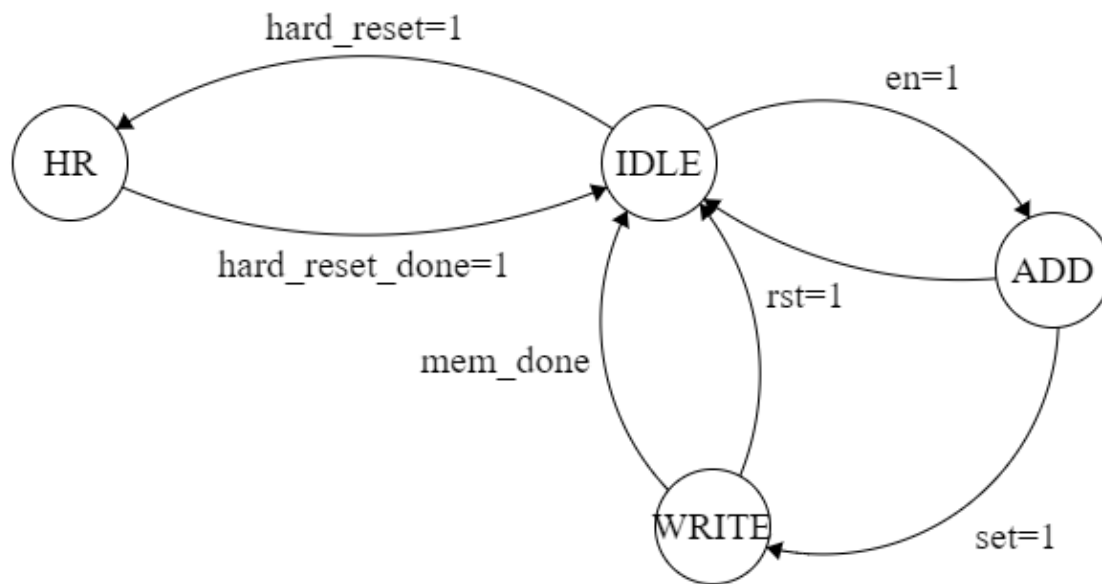 hard_reset=1
en=1
HR
IDLE
hard_reset_done=1
ADD
rst=1
mem_done
WRITE
set=1